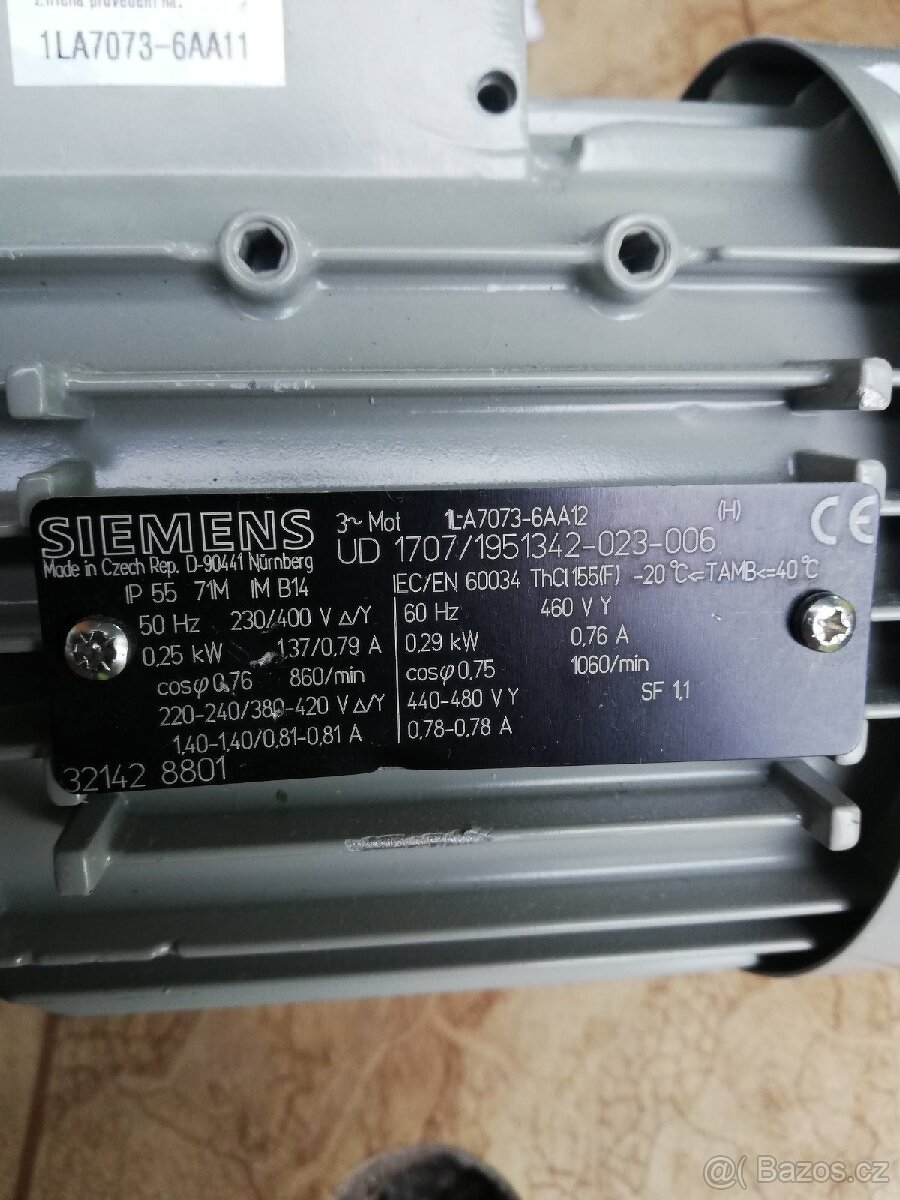 Změna provedení na:
1LA7073-6AA11
SIEMENS 3~ Mot 1LA7073-6AA12 (H) CE
Made in Czech Rep. D-90441 Nürnberg UD 1707/1951342-023-006
IP 55 71M IM B14 IEC/EN 60034 ThCl 155(F) -20°C<=TAMB<=40°C
50 Hz 230/400 V Δ/Y 60 Hz 460 V Y
0,25 kW 1,37/0,79 A 0,29 kW 0,76 A
cosφ 0,76 860/min cosφ 0,75 1060/min
220-240/380-420 V Δ/Y 440-480 V Y SF 1,1
1,40-1,40/0,81-0,81 A 0,78-0,78 A
32142 8801
@ Bazos.cz